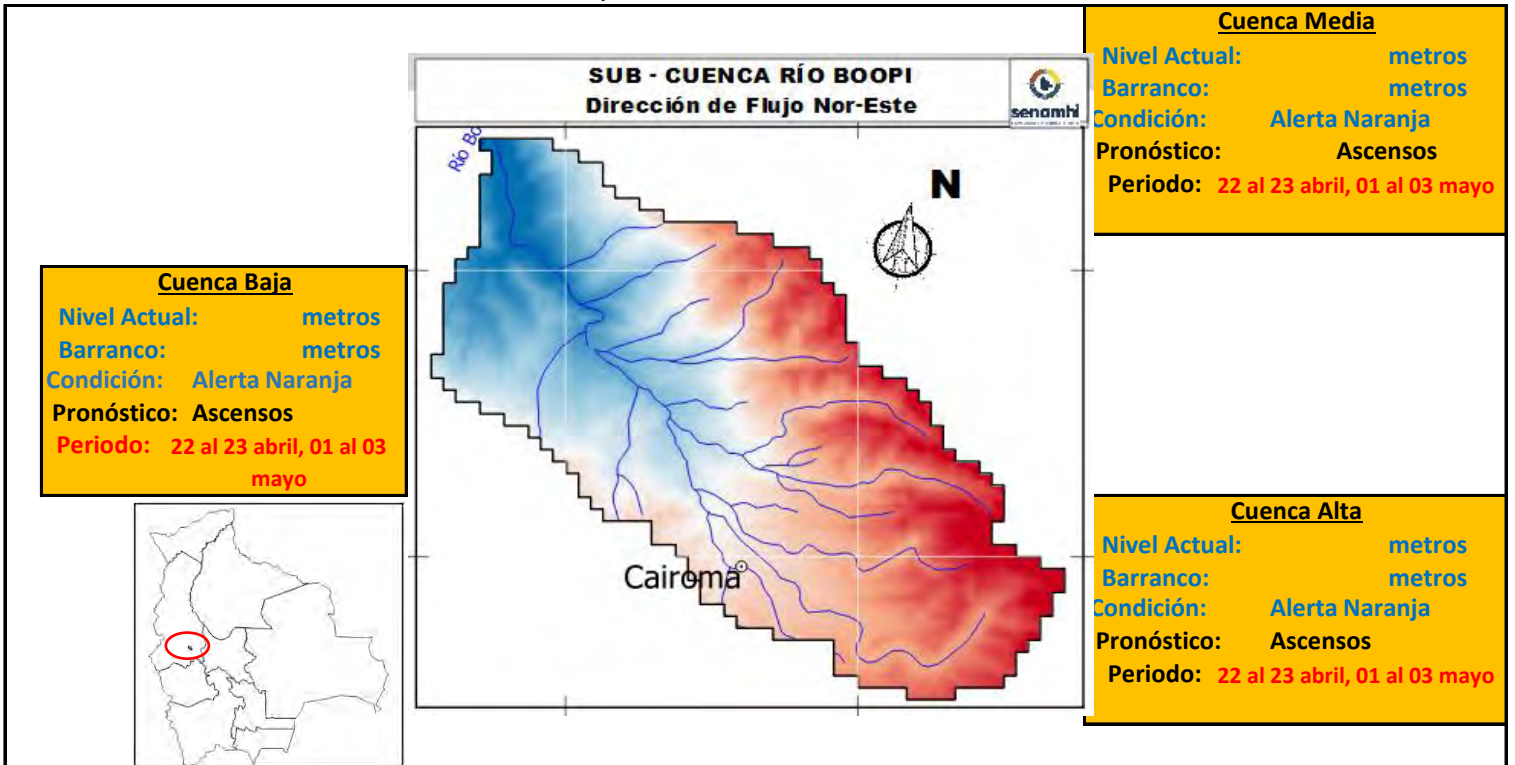 SUB - CUENCA RÍO BOOPI
Dirección de Flujo Nor-Este
senamhi
Río Bo
N
Cairoma
Cuenca Media
Nivel Actual: metros
Barranco: metros
Condición: Alerta Naranja
Pronóstico: Ascensos
Periodo: 22 al 23 abril, 01 al 03 mayo
Cuenca Baja
Nivel Actual: metros
Barranco: metros
Condición: Alerta Naranja
Pronóstico: Ascensos
Periodo: 22 al 23 abril, 01 al 03
mayo
Cuenca Alta
Nivel Actual: metros
Barranco: metros
Condición: Alerta Naranja
Pronóstico: Ascensos
Periodo: 22 al 23 abril, 01 al 03 mayo